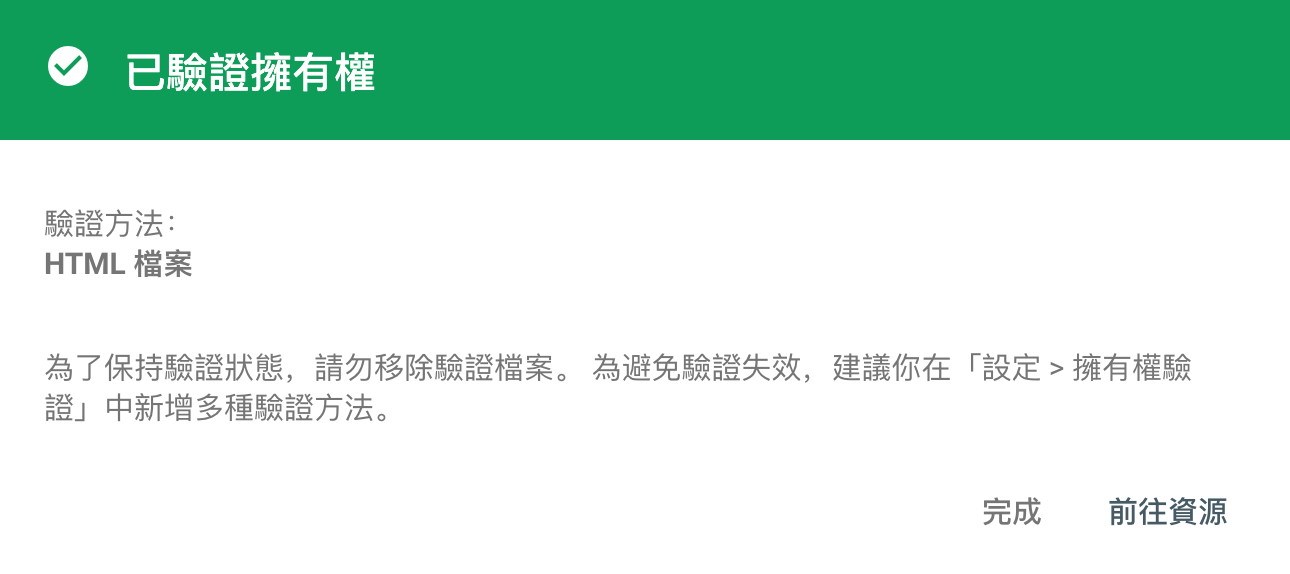 已驗證擁有權
驗證方法：
HTML 檔案
為了保持驗證狀態，請勿移除驗證檔案。 為避免驗證失效，建議你在「設定 > 擁有權驗
證」中新增多種驗證方法。
完成 前往資源